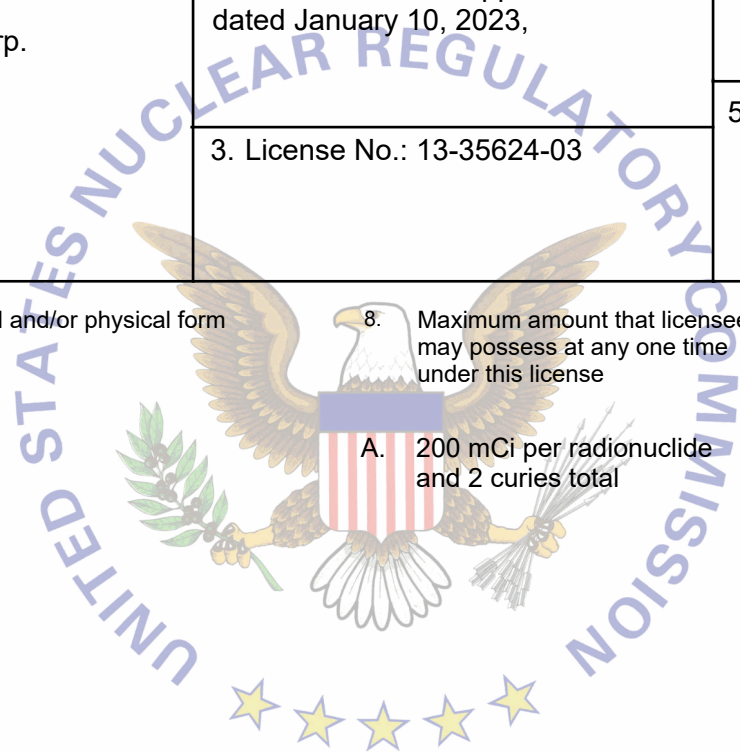 dated January 10, 2023,
rp.
5
3. License No.: 13-35624-03
and/or physical form
8. Maximum amount that licensee
may possess at any one time
under this license
A. 200 mCi per radionuclide
and 2 curies total
UNITED STATES NUCLEAR REGULATORY COMMISSION